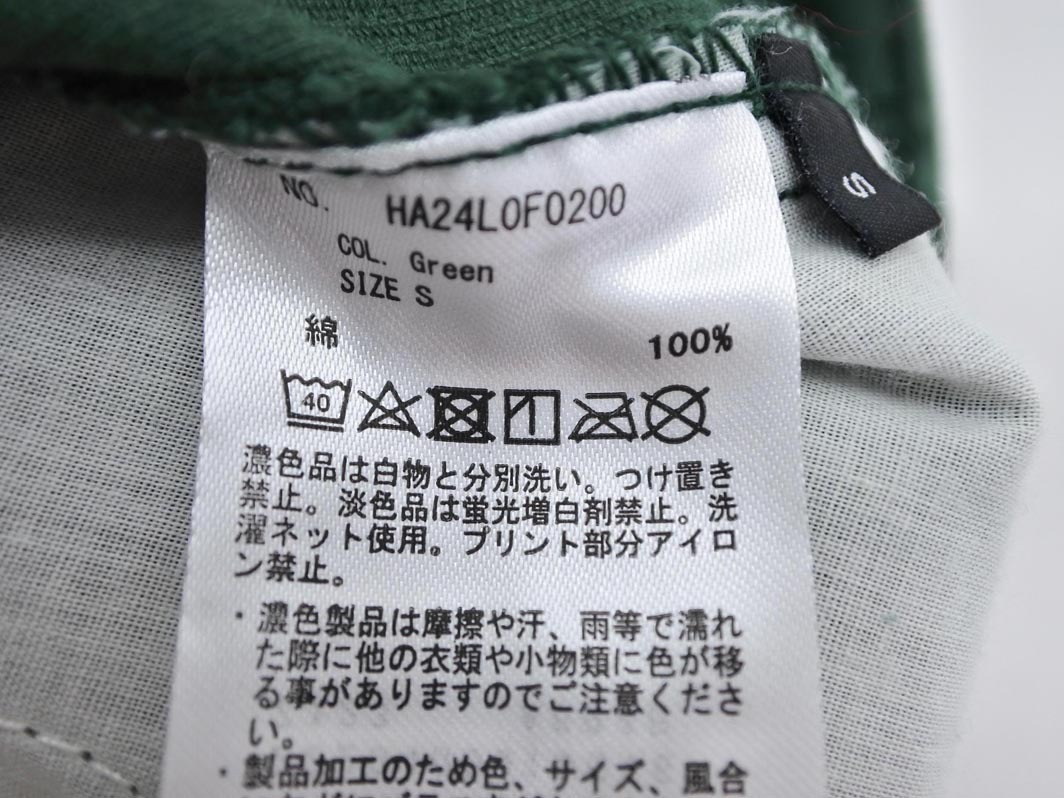 NO. HA24LOF0200
COL. Green
SIZE S
S
綿 100%
40
濃色品は白物と分別洗い。つけ置き
禁止。淡色品は蛍光増白剤禁止。洗
濯ネット使用。プリント部分アイロ
ン禁止。
・濃色製品は摩擦や汗、雨等で濡れ
た際に他の衣類や小物類に色が移
る事がありますのでご注意くださ
い。
・製品加工のため色、サイズ、風合